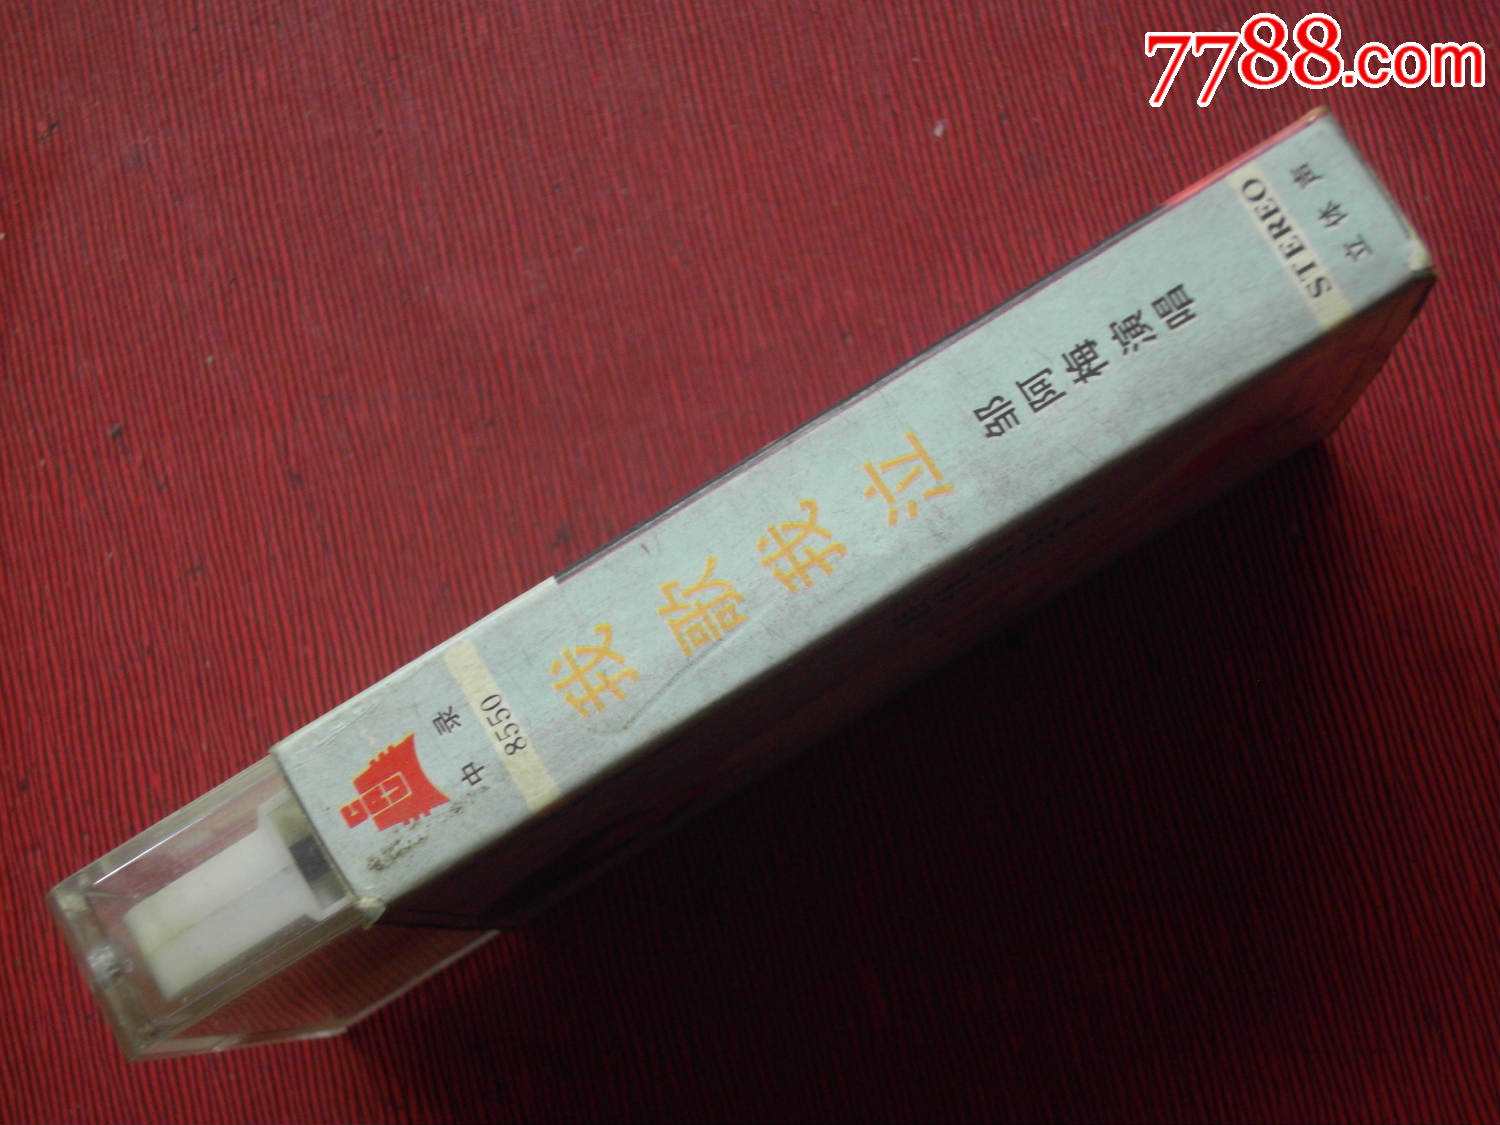 7788.com
中录
8550
我歌我泣
邹阿梅演唱
STEREO
立体声